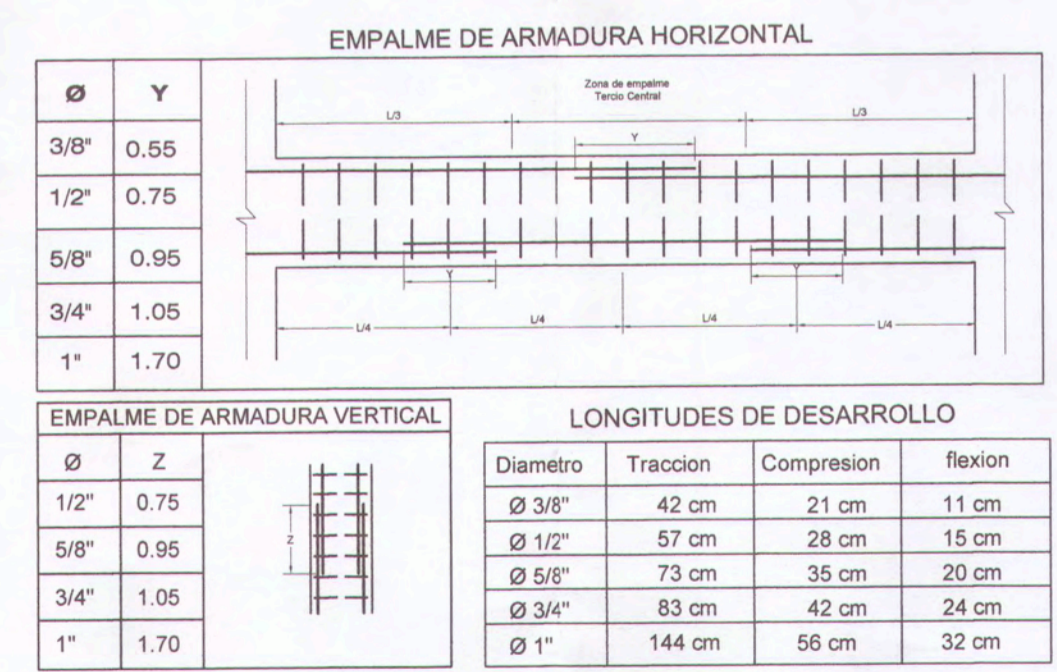 EMPALME DE ARMADURA HORIZONTAL
Ø Y
3/8" 0.55
1/2" 0.75
5/8" 0.95
3/4" 1.05
1" 1.70
Zona de empalme
Tercio Central
L/3 L/3
Y
Y Y
L/4 L/4 L/4 L/4
EMPALME DE ARMADURA VERTICAL
Ø Z
1/2" 0.75
5/8" 0.95
3/4" 1.05
1" 1.70
Z
LONGITUDES DE DESARROLLO
Diametro Traccion Compresion flexion
Ø 3/8" 42 cm 21 cm 11 cm
Ø 1/2" 57 cm 28 cm 15 cm
Ø 5/8" 73 cm 35 cm 20 cm
Ø 3/4" 83 cm 42 cm 24 cm
Ø 1" 144 cm 56 cm 32 cm